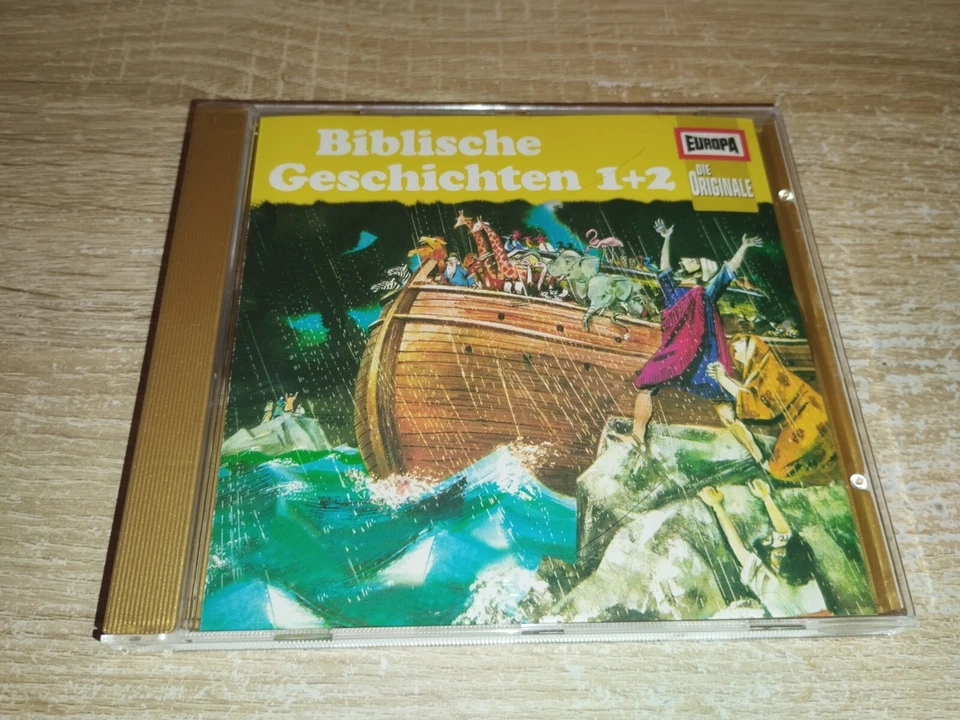 Biblische
Geschichten 1+2
EUROPA
DIE
ORIGINALE